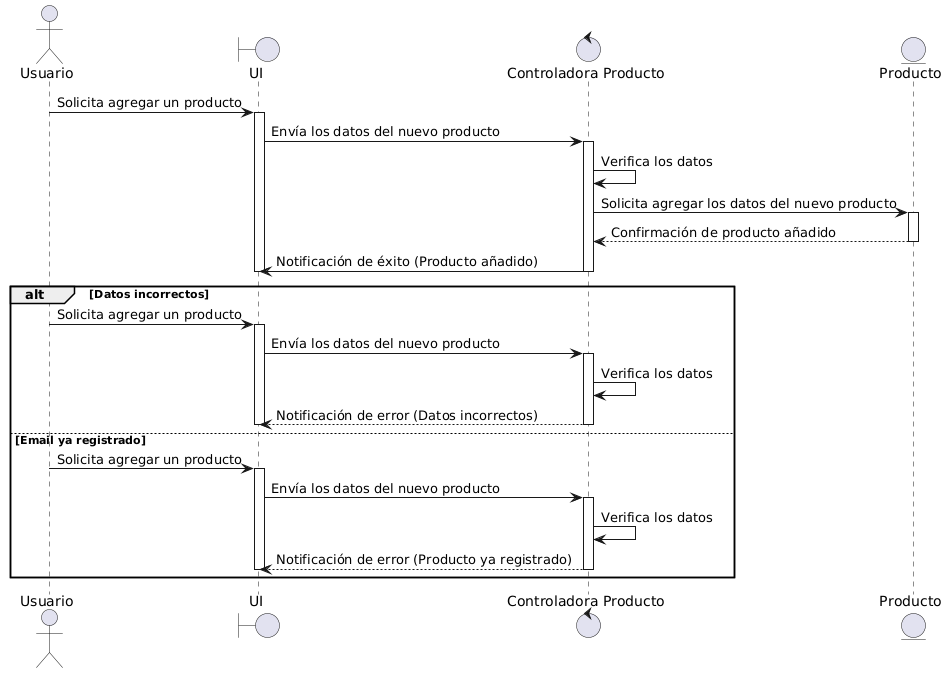 Usuario
UI
Controladora Producto
Producto
Solicita agregar un producto
Envía los datos del nuevo producto
Verifica los datos
Solicita agregar los datos del nuevo producto
Confirmación de producto añadido
Notificación de éxito (Producto añadido)
alt [Datos incorrectos]
Solicita agregar un producto
Envía los datos del nuevo producto
Verifica los datos
Notificación de error (Datos incorrectos)
[Email ya registrado]
Solicita agregar un producto
Envía los datos del nuevo producto
Verifica los datos
Notificación de error (Producto ya registrado)
Usuario
UI
Controladora Producto
Producto